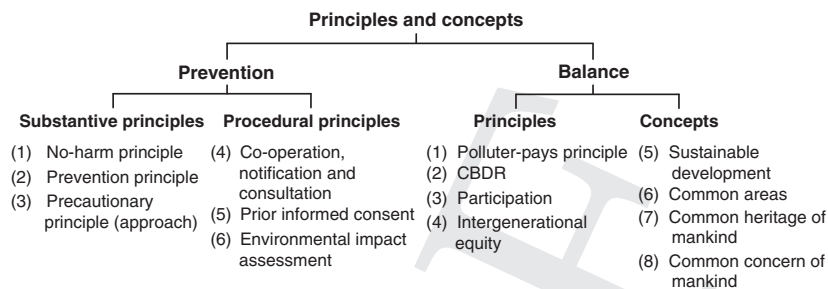 Principles and concepts
Prevention
Balance
Substantive principles
(1) No-harm principle
(2) Prevention principle
(3) Precautionary
principle (approach)
Procedural principles
(4) Co-operation,
notification and
consultation
(5) Prior informed consent
(6) Environmental impact
assessment
Principles
(1) Polluter-pays principle
(2) CBDR
(3) Participation
(4) Intergenerational
equity
Concepts
(5) Sustainable
development
(6) Common areas
(7) Common heritage of
mankind
(8) Common concern of
mankind